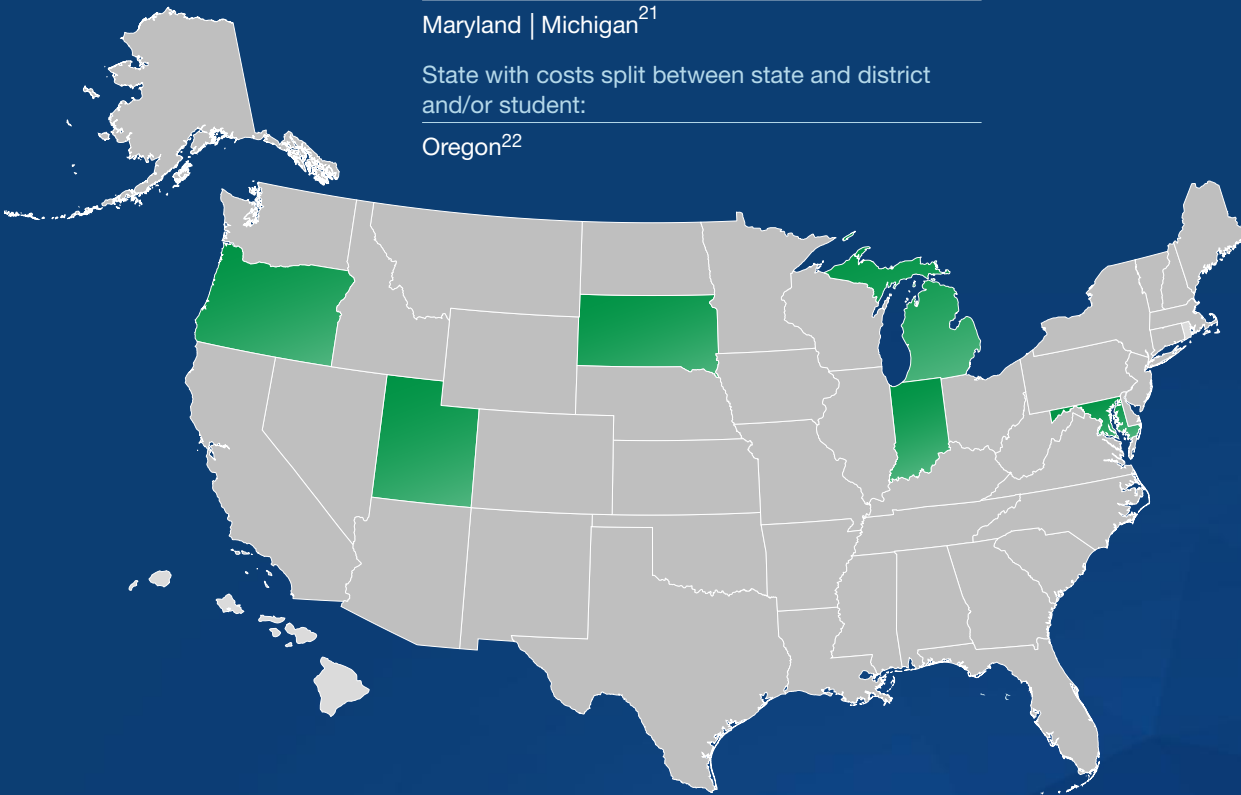 Maryland | Michigan21
State with costs split between state and district
and/or student:
Oregon22